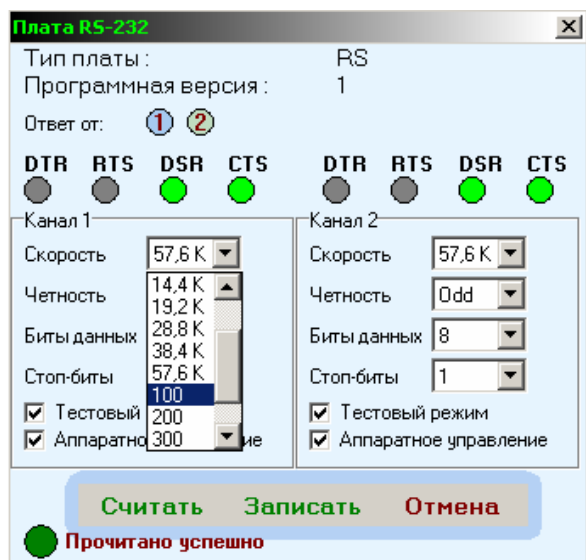 Плата RS-232
Тип платы : RS
Программная версия : 1
Ответ от: 1 2
DTR RTS DSR CTS DTR RTS DSR CTS
Канал 1 Канал 2
Скорость 57,6 K Скорость 57,6 K
14,4 K
Четность 19,2 K Четность Odd
28,8 K
Биты данных 38,4 K Биты данных 8
57,6 K
Стоп-биты 100 Стоп-биты 1
Тестовый 200 Тестовый режим
Аппаратно 300 ие Аппаратное управление
Считать Записать Отмена
Прочитано успешно